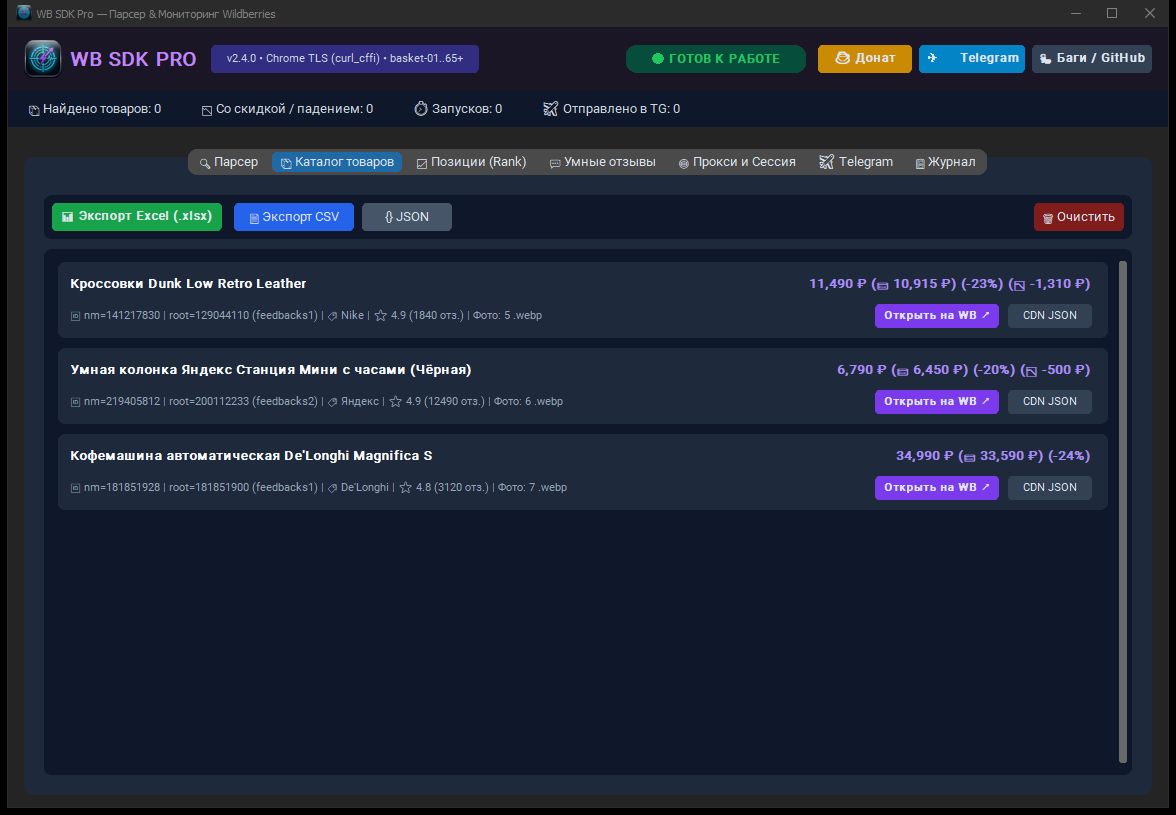 WB SDK Pro — Парсер & Мониторинг Wildberries
WB SDK PRO
v2.4.0 • Chrome TLS (curl_cffi) • basket-01..65+
ГОТОВ К РАБОТЕ
Донат
Telegram
Баги / GitHub
Найдено товаров: 0
Со скидкой / падением: 0
Запусков: 0
Отправлено в TG: 0
Парсер
Каталог товаров
Позиции (Rank)
Умные отзывы
Прокси и Сессия
Telegram
Журнал
Экспорт Excel (.xlsx)
Экспорт CSV
{} JSON
Очистить
Кроссовки Dunk Low Retro Leather
11,490 ₽ (10,915 ₽) (-23%) (-1,310 ₽)
nm=141217830 | root=129044110 (feedbacks1) | Nike | 4.9 (1840 отз.) | Фото: 5 .webp
Открыть на WB ↗
CDN JSON
Умная колонка Яндекс Станция Мини с часами (Чёрная)
6,790 ₽ (6,450 ₽) (-20%) (-500 ₽)
nm=219405812 | root=200112233 (feedbacks2) | Яндекс | 4.9 (12490 отз.) | Фото: 6 .webp
Открыть на WB ↗
CDN JSON
Кофемашина автоматическая De'Longhi Magnifica S
34,990 ₽ (33,590 ₽) (-24%)
nm=181851928 | root=181851900 (feedbacks1) | De'Longhi | 4.8 (3120 отз.) | Фото: 7 .webp
Открыть на WB ↗
CDN JSON